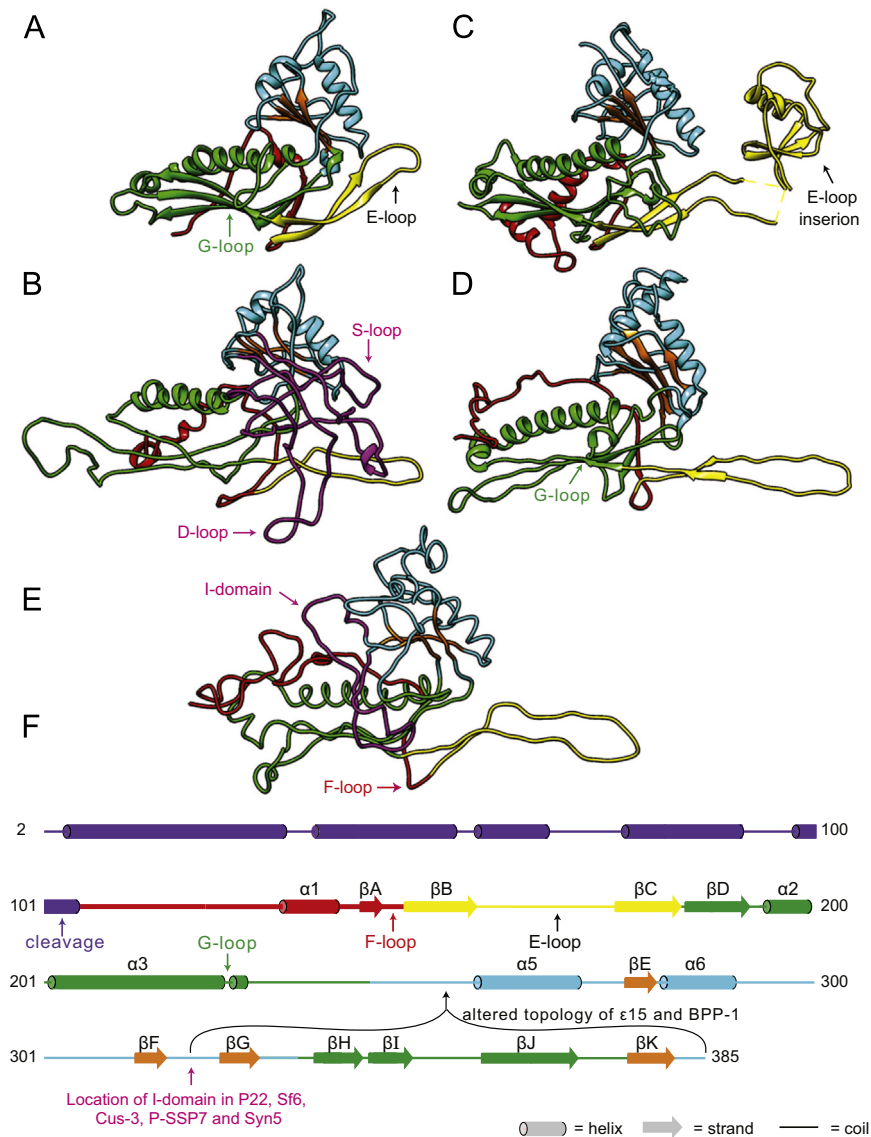 A
C
G-loop
E-loop
E-loop
inserion
B
D
S-loop
D-loop
G-loop
E
I-domain
F-loop
F
2 100
101 α1 βA βB βC βD α2 200
cleavage G-loop F-loop E-loop
201 α3 α5 βE α6 300
altered topology of ε15 and BPP-1
301 βF βG βH βI βJ βK 385
Location of I-domain in P22, Sf6,
Cus-3, P-SSP7 and Syn5
= helix = strand = coil